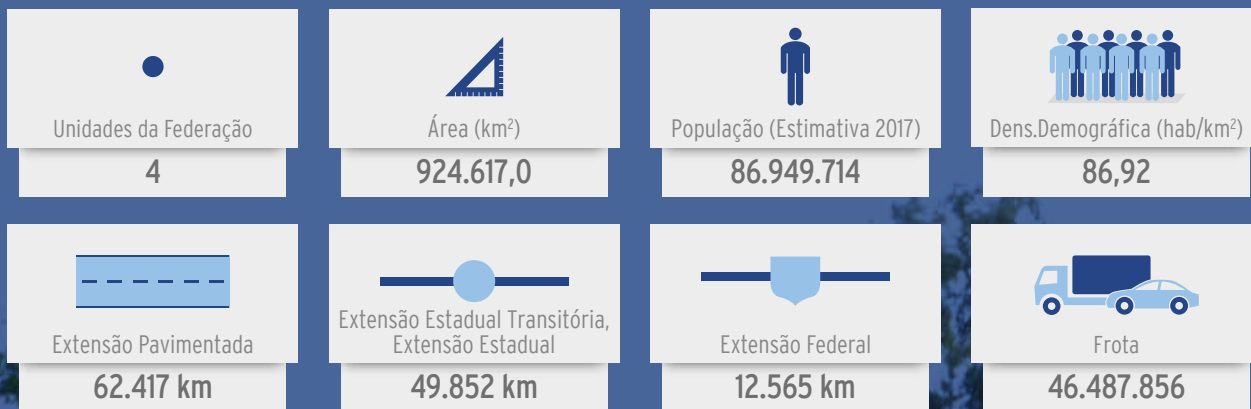 Unidades da Federação
4
Área (km²)
924.617,0
População (Estimativa 2017)
86.949.714
Dens.Demográfica (hab/km²)
86,92
Extensão Pavimentada
62.417 km
Extensão Estadual Transitória,
Extensão Estadual
49.852 km
Extensão Federal
12.565 km
Frota
46.487.856